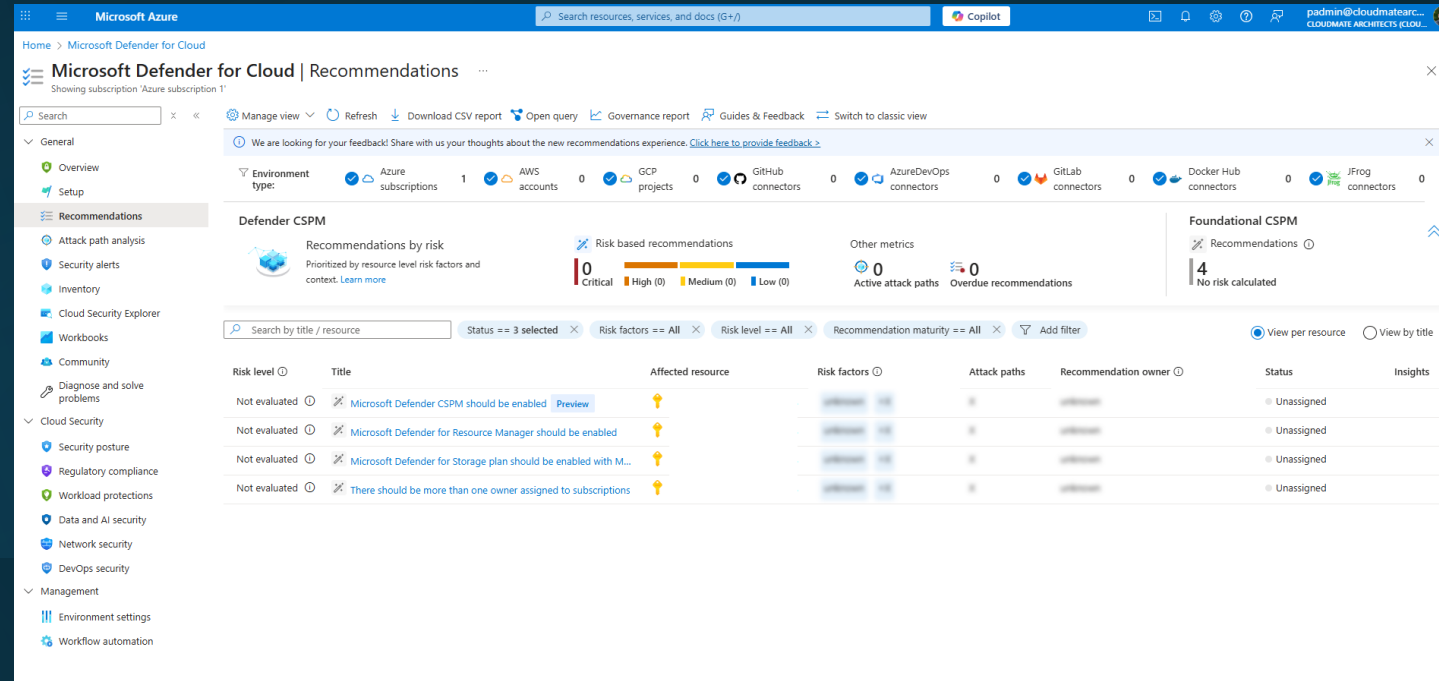 Microsoft Azure
Search resources, services, and docs (G+/)
Copilot
padmin@cloudmatearc...
CLOUDMATE ARCHITECTS (CLOU...
Home > Microsoft Defender for Cloud
Microsoft Defender for Cloud | Recommendations ...
Showing subscription 'Azure subscription 1'
Search
General
Overview
Setup
Recommendations
Attack path analysis
Security alerts
Inventory
Cloud Security Explorer
Workbooks
Community
Diagnose and solve
problems
Cloud Security
Security posture
Regulatory compliance
Workload protections
Data and AI security
Network security
DevOps security
Management
Environment settings
Workflow automation
Manage view Refresh Download CSV report Open query Governance report Guides & Feedback Switch to classic view
We are looking for your feedback! Share with us your thoughts about the new recommendations experience. Click here to provide feedback >
Environment
type:
Azure
subscriptions
1
AWS
accounts
0
GCP
projects
0
GitHub
connectors
0
AzureDevOps
connectors
0
GitLab
connectors
0
Docker Hub
connectors
0
JFrog
connectors
0
Defender CSPM
Recommendations by risk
Prioritized by resource level risk factors and
context. Learn more
Risk based recommendations
0
Critical
High (0) Medium (0) Low (0)
Other metrics
0
Active attack paths
0
Overdue recommendations
Foundational CSPM
Recommendations
4
No risk calculated
Search by title / resource
Status == 3 selected
Risk factors == All
Risk level == All
Recommendation maturity == All
Add filter
View per resource View by title
Risk level Title Affected resource Risk factors Attack paths Recommendation owner Status Insights
Not evaluated Microsoft Defender CSPM should be enabled Preview Unassigned
Not evaluated Microsoft Defender for Resource Manager should be enabled Unassigned
Not evaluated Microsoft Defender for Storage plan should be enabled with M... Unassigned
Not evaluated There should be more than one owner assigned to subscriptions Unassigned